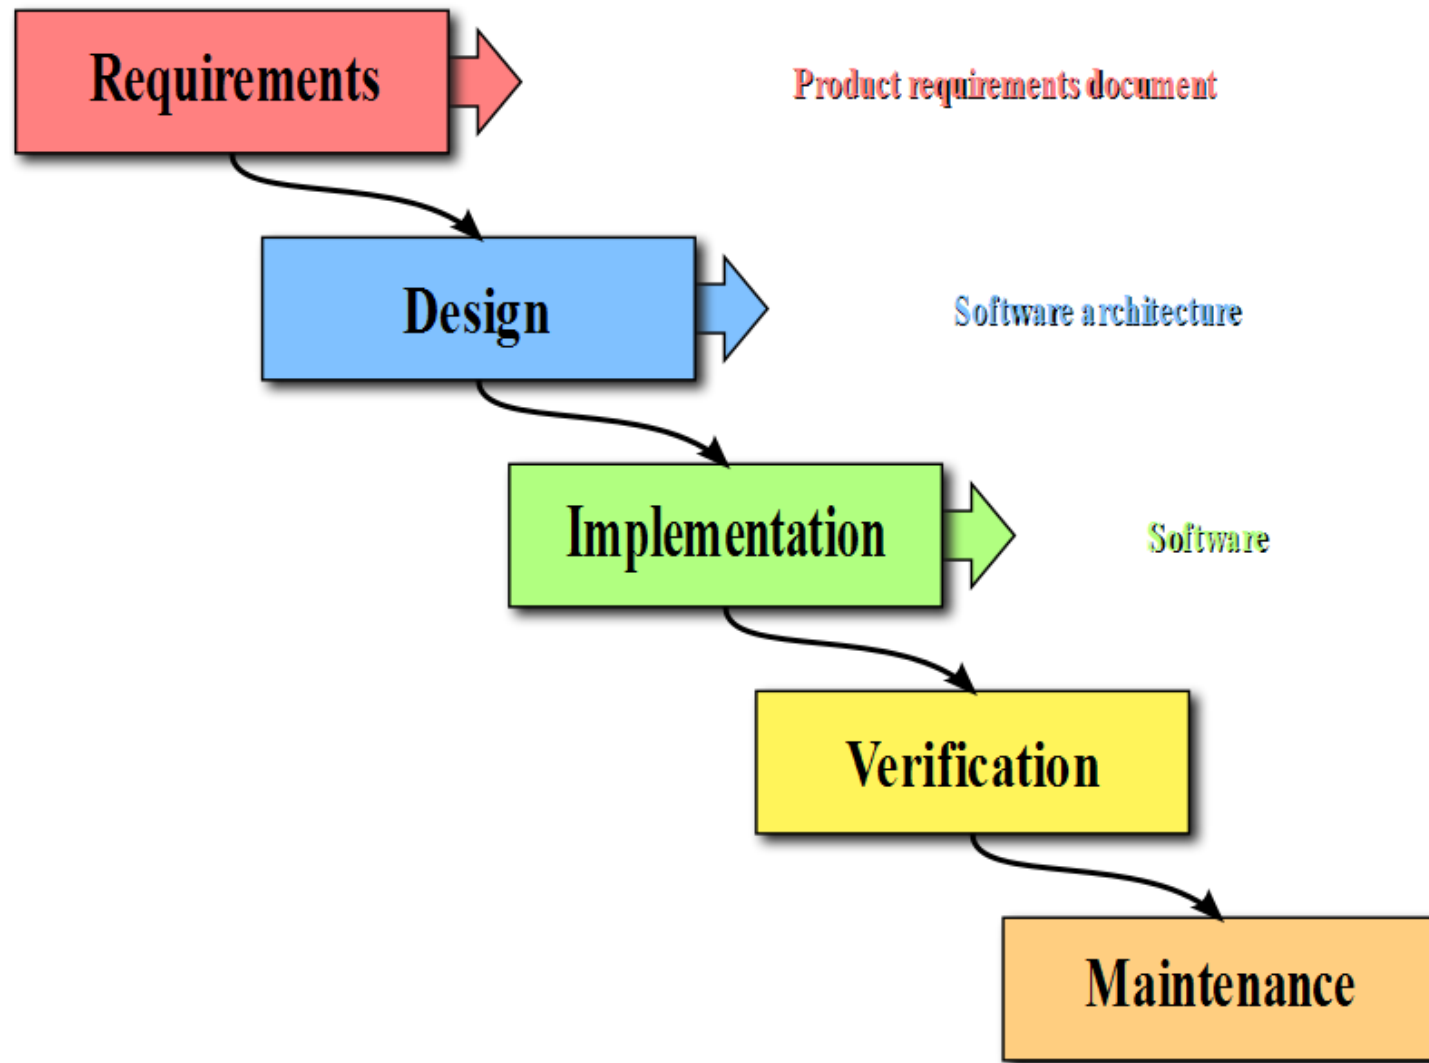 Requirements
Product requirements document
Design
Software architecture
Implementation
Software
Verification
Maintenance